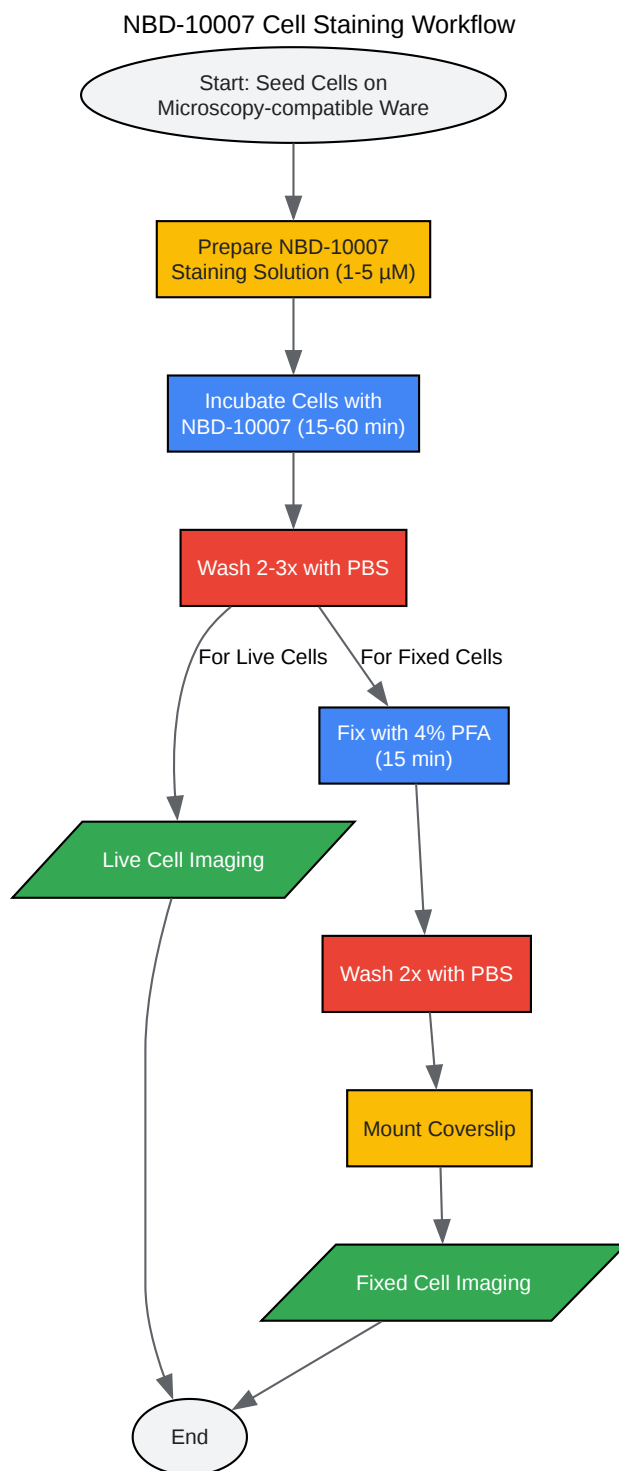 NBD-10007 Cell Staining Workflow
Start: Seed Cells on
Microscopy-compatible Ware
Prepare NBD-10007
Staining Solution (1-5 µM)
Incubate Cells with
NBD-10007 (15-60 min)
Wash 2-3x with PBS
For Live Cells
For Fixed Cells
Fix with 4% PFA
(15 min)
Live Cell Imaging
Wash 2x with PBS
Mount Coverslip
Fixed Cell Imaging
End